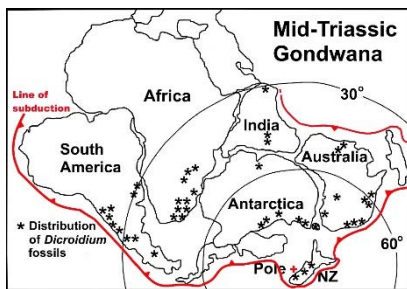 Mid-Triassic
Gondwana
Line of
subduction
Africa
30°
India
South
America
Australia
* Distribution
of Dicroidium
fossils
Antarctica
60°
Pole
NZ